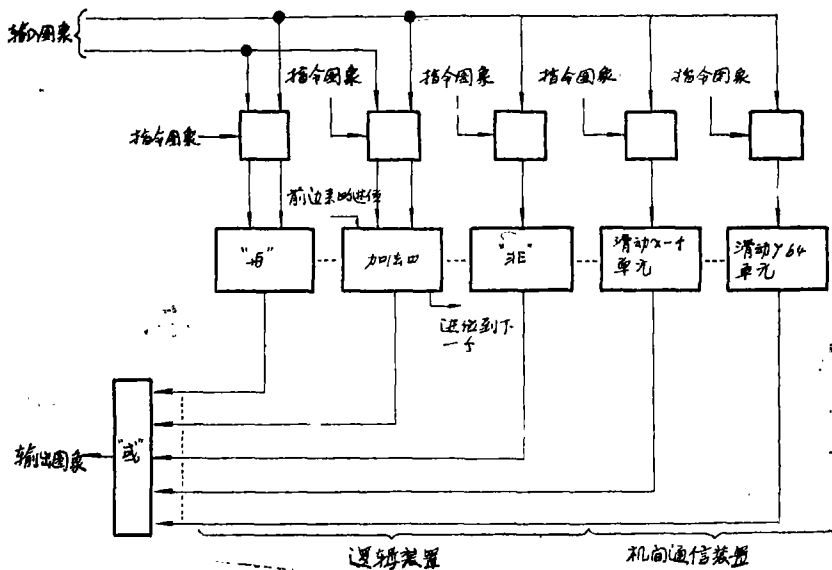 输入图象
指令图象
指令图象
指令图象
指令图象
指令图象
前边来的进位
"与"
加法口
"非"
滑动x一个
单元
滑动y64
单元
进位到下
一个
输出图象
"或"
逻辑装置
机间通信装置